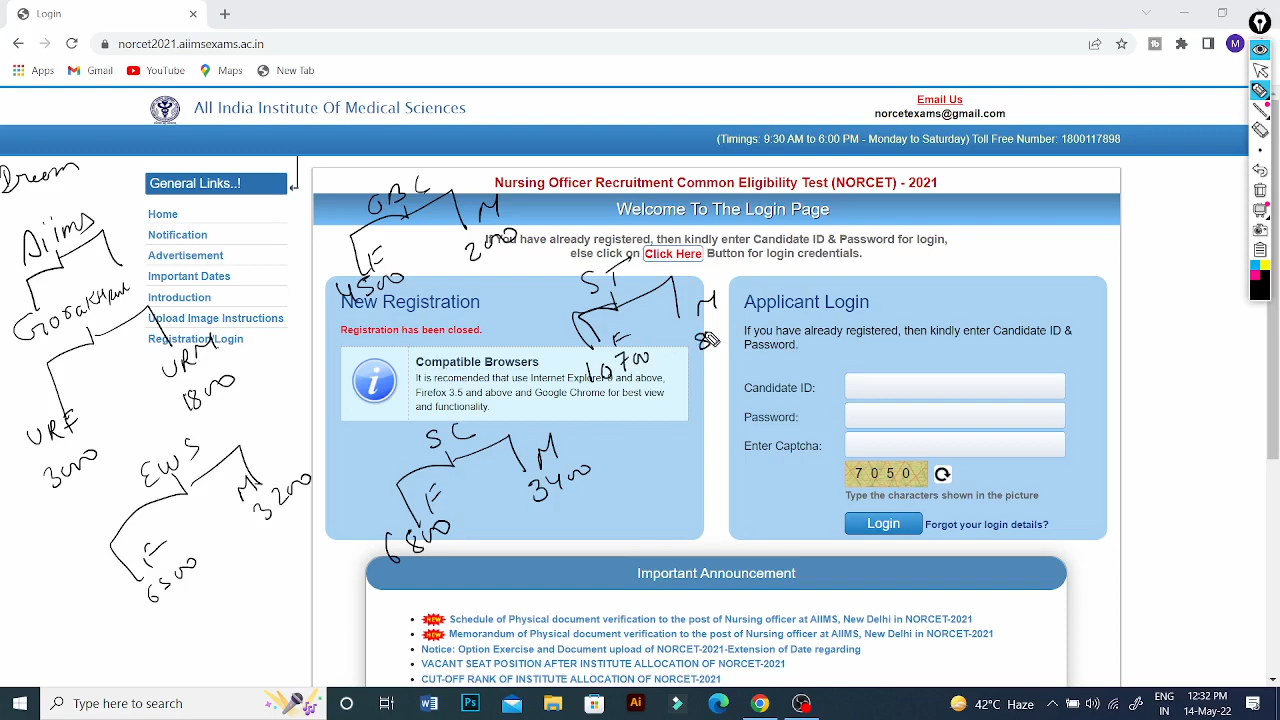 Login
norcet2021.aiimsexams.ac.in
M
Apps
Gmail
YouTube
Maps
New Tab
All India Institute Of Medical Sciences
Email Us
norcetexams@gmail.com
(Timings: 9:30 AM to 6:00 PM - Monday to Saturday) Toll Free Number: 1800117898
Dreem
General Links..!
Home
Notification
Advertisement
Important Dates
Introduction
Upload Image Instructions
Registration/Login
Aiims
URM
1800
URF
3000
EWS
M
3200
F
6500
Nursing Officer Recruitment Common Eligibility Test (NORCET) - 2021
Welcome To The Login Page
If you have already registered, then kindly enter Candidate ID & Password for login,
else click on Click Here Button for login credentials.
OBC
M
2000
F
4500
ST
M
8
F
10700
New Registration
Registration has been closed.
Compatible Browsers
It is recomended that use Internet Explorer 9 and above,
Firefox 3.5 and above and Google Chrome for best view
and functionality.
SC
M
3400
F
6800
Applicant Login
If you have already registered, then kindly enter Candidate ID &
Password.
Candidate ID:
Password:
Enter Captcha:
7 0 5 0
Type the characters shown in the picture
Login Forgot your login details?
Important Announcement
NEW Schedule of Physical document verification to the post of Nursing officer at AIIMS, New Delhi in NORCET-2021
NEW Memorandum of Physical document verification to the post of Nursing officer at AIIMS, New Delhi in NORCET-2021
Notice: Option Exercise and Document upload of NORCET-2021-Extension of Date regarding
VACANT SEAT POSITION AFTER INSTITUTE ALLOCATION OF NORCET-2021
CUT-OFF RANK OF INSTITUTE ALLOCATION OF NORCET-2021
Type here to search
Ps
Ai
42°C Haze
ENG
IN
12:32 PM
14-May-22